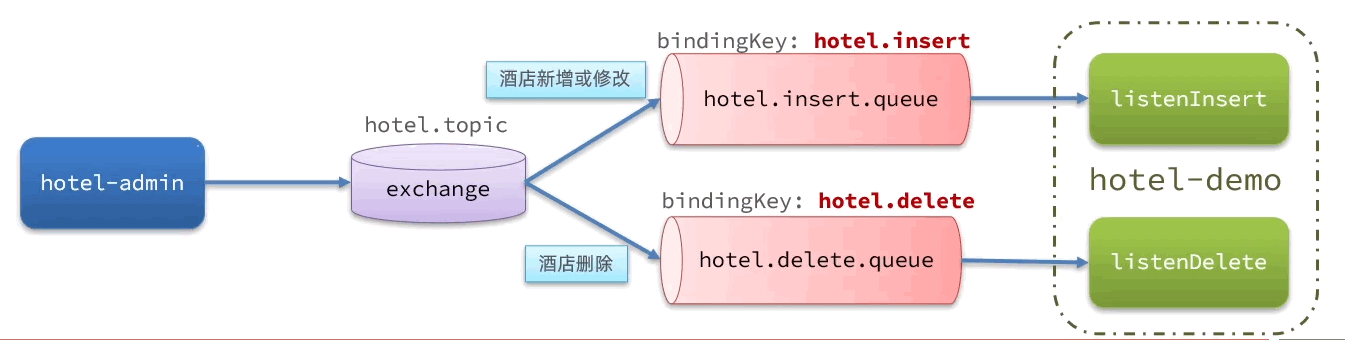 bindingKey: hotel.insert
酒店新增或修改
hotel.insert.queue
listenInsert
hotel.topic
hotel-admin
exchange
hotel-demo
bindingKey: hotel.delete
酒店删除
hotel.delete.queue
listenDelete